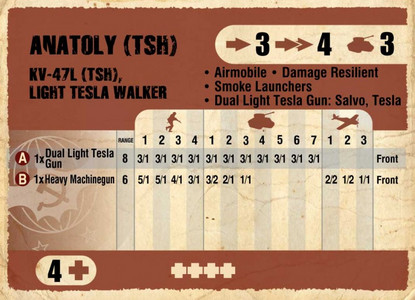 ANATOLY (TSH)
3 4 3
KV-47L (TSH),
LIGHT TESLA WALKER
• Airmobile • Damage Resilient
• Smoke Launchers
• Dual Light Tesla Gun: Salvo, Tesla
RANGE 1 2 3 4 1 2 3 4 5 6 7 1 2 3
A 1x Dual Light Tesla Gun 8 3/1 3/1 3/1 3/1 3/1 3/1 3/1 3/1 3/1 3/1 3/1 Front
B 1x Heavy Machinegun 6 5/1 5/1 4/1 3/1 3/2 2/1 1/1 2/2 1/2 1/1 Front
4